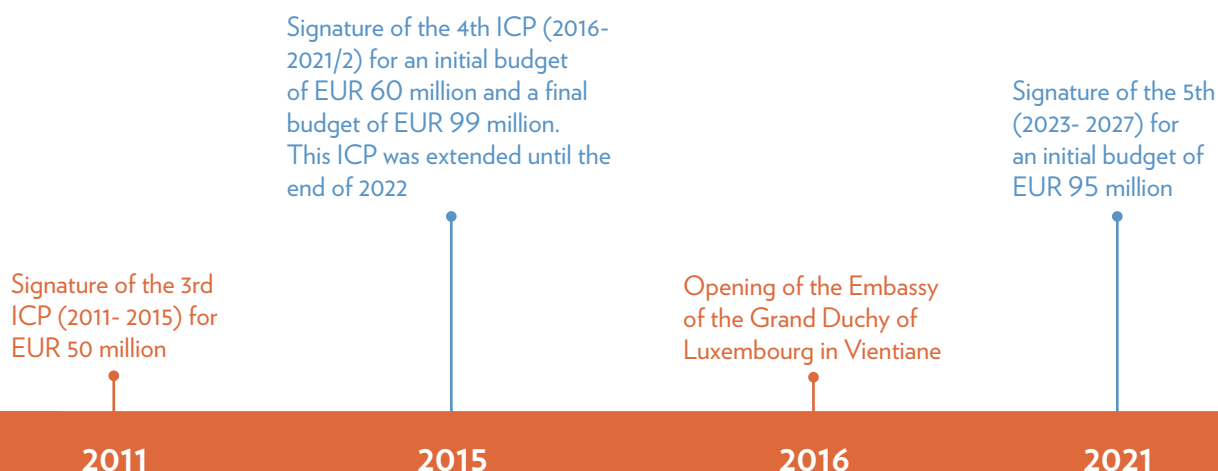 Signature of the 3rd
ICP (2011- 2015) for
EUR 50 million
Signature of the 4th ICP (2016-
2021/2) for an initial budget
of EUR 60 million and a final
budget of EUR 99 million.
This ICP was extended until the
end of 2022
Opening of the Embassy
of the Grand Duchy of
Luxembourg in Vientiane
Signature of the 5th
(2023- 2027) for
an initial budget of
EUR 95 million
2011
2015
2016
2021